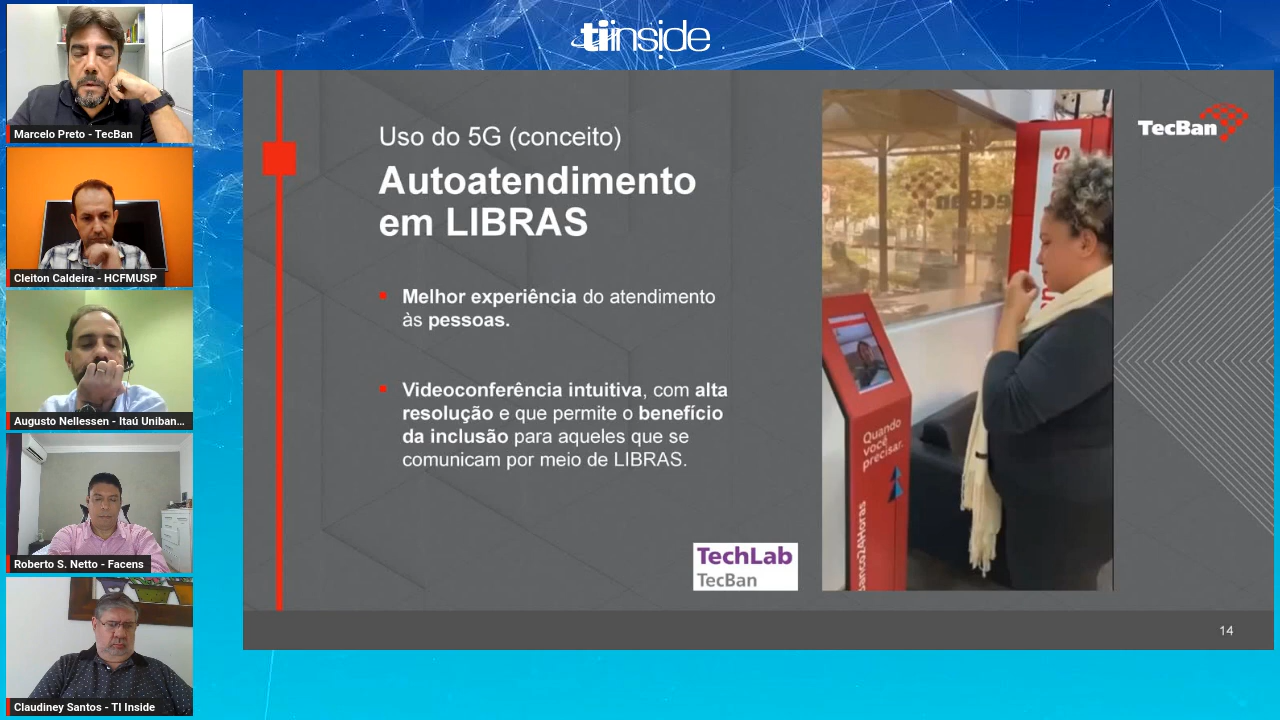 tiinside
Marcelo Preto - TecBan
Cleiton Caldeira - HCFMUSP
Augusto Nellessen - Itaú Uniban...
Roberto S. Netto - Facens
Claudiney Santos - TI Inside
Uso do 5G (conceito)
Autoatendimento
em LIBRAS
Melhor experiência do atendimento
às pessoas.
Videoconferência intuitiva, com alta
resolução e que permite o benefício
da inclusão para aqueles que se
comunicam por meio de LIBRAS.
TechLab
TecBan
Quando
você
precisar.
Banco24Horas
TecBan
14